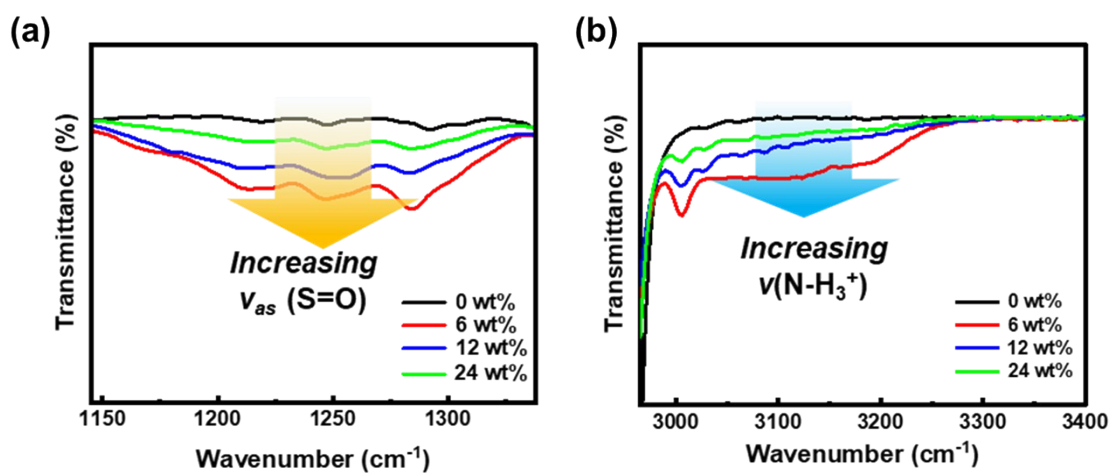 (a)
Transmittance (%)
Increasing
νas (S=O)
0 wt%
6 wt%
12 wt%
24 wt%
1150 1200 1250 1300
Wavenumber (cm-1)
(b)
Transmittance (%)
Increasing
ν(N-H3+)
0 wt%
6 wt%
12 wt%
24 wt%
3000 3100 3200 3300 3400
Wavenumber (cm-1)